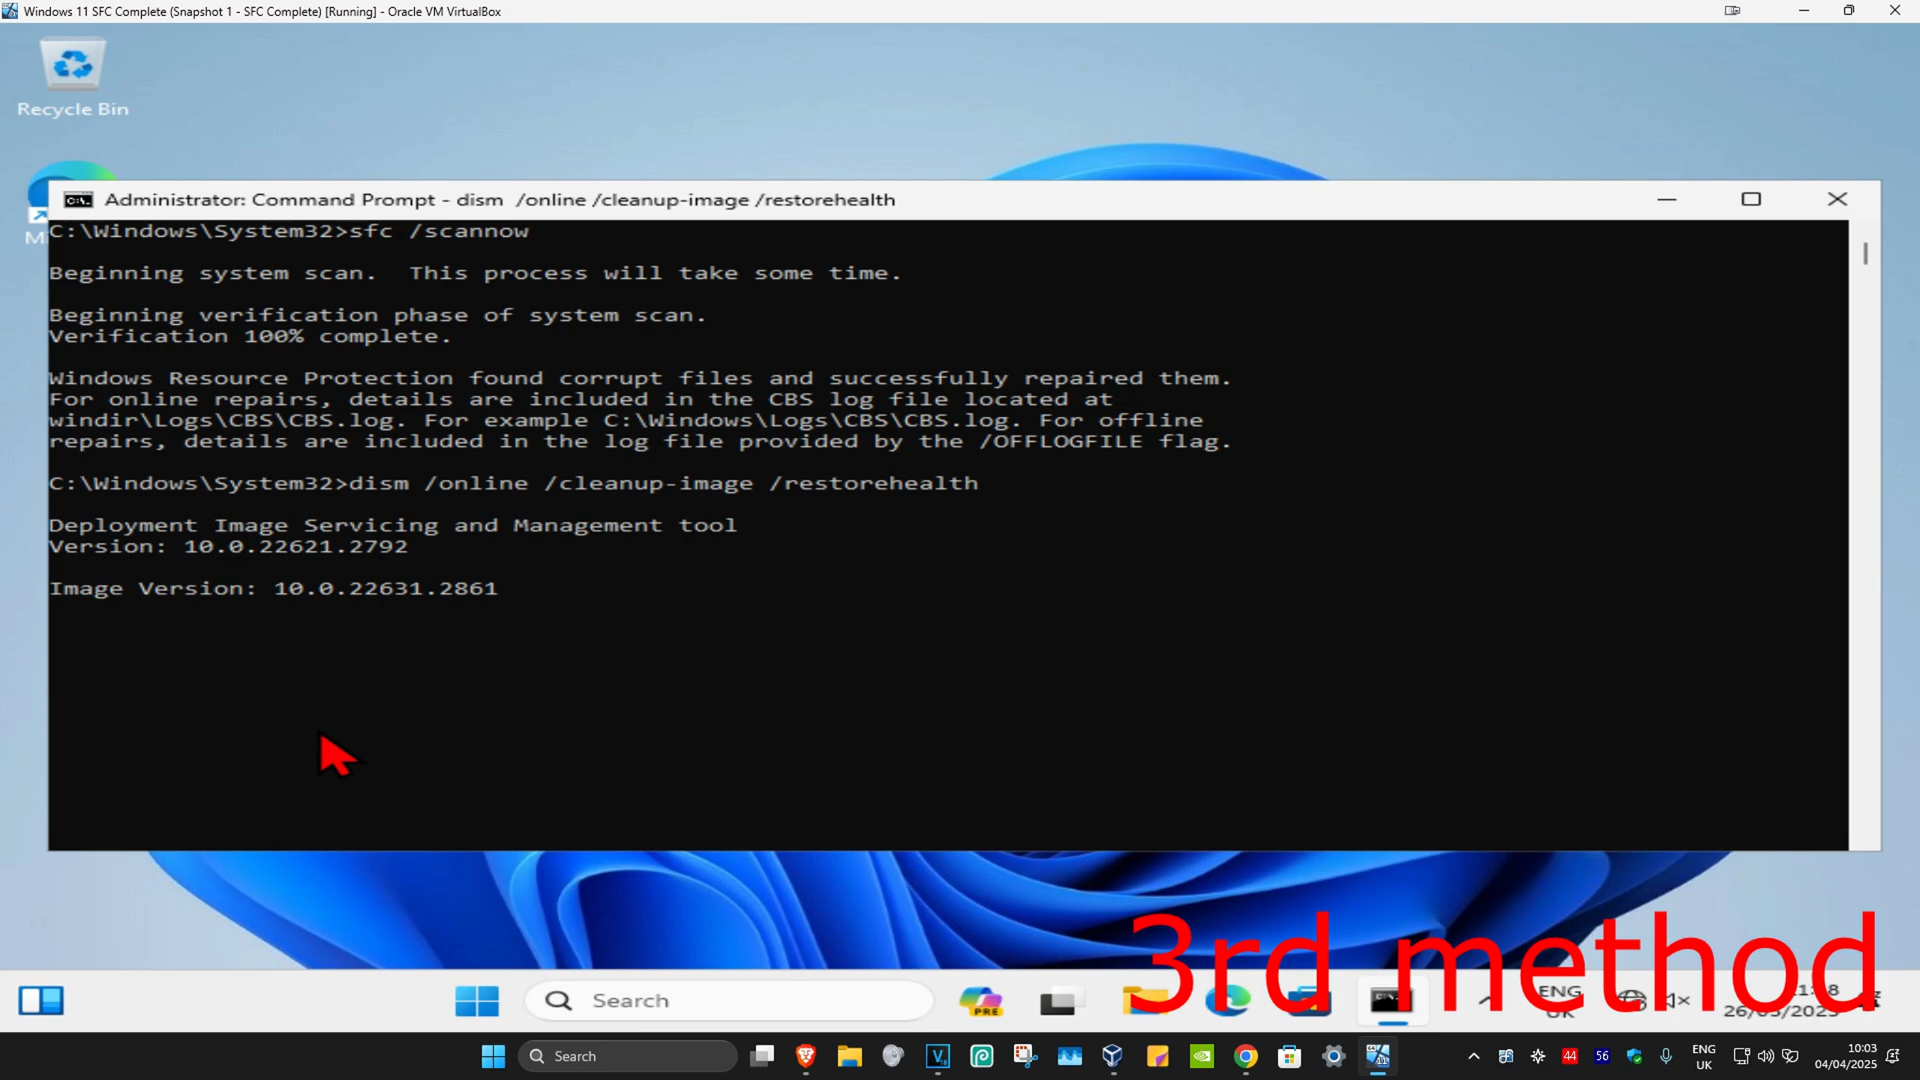 Windows 11 SFC Complete (Snapshot 1 - SFC Complete) [Running] - Oracle VM VirtualBox
Recycle Bin
Administrator: Command Prompt - dism  /online /cleanup-image /restorehealth
C:\Windows\System32>sfc /scannow
Beginning system scan.  This process will take some time.
Beginning verification phase of system scan.
Verification 100% complete.
Windows Resource Protection found corrupt files and successfully repaired them.
For online repairs, details are included in the CBS log file located at
windir\Logs\CBS\CBS.log. For example C:\Windows\Logs\CBS\CBS.log. For offline
repairs, details are included in the log file provided by the /OFFLOGFILE flag.
C:\Windows\System32>dism /online /cleanup-image /restorehealth
Deployment Image Servicing and Management tool
Version: 10.0.22621.2792
Image Version: 10.0.22631.2861
3rd method
Search
PRE
ENG
UK
Search
44
56
ENG
UK
10:03
04/04/2025